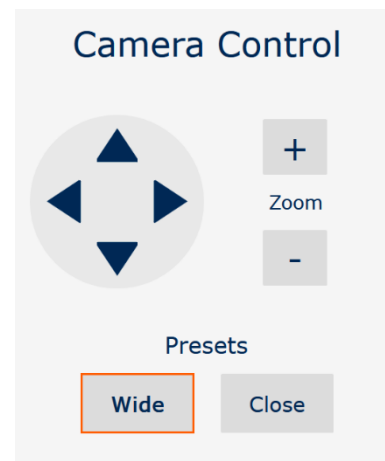 Camera Control
+
Zoom
-
Presets
Wide Close